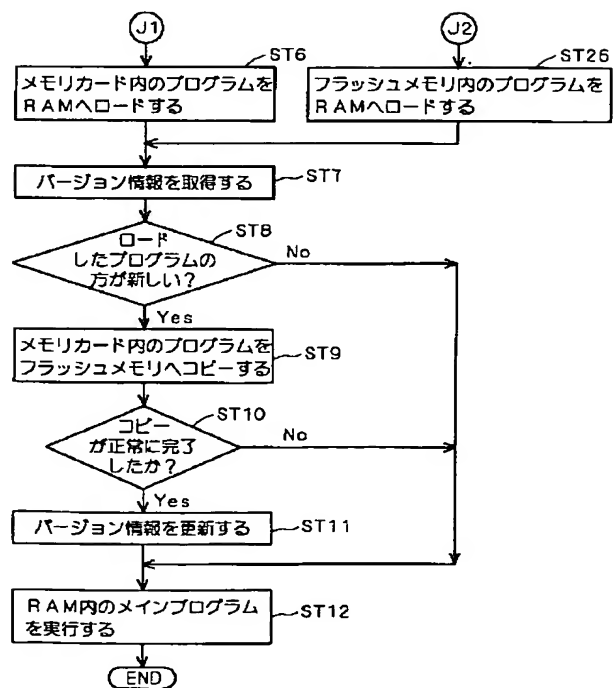 J1
J2
ST6
メモリカード内のプログラムを
RAMへロードする
ST26
フラッシュメモリ内のプログラムを
RAMへロードする
バージョン情報を取得する
ST7
ST8
ロード
したプログラムの
方が新しい?
No
Yes
メモリカード内のプログラムを
フラッシュメモリへコピーする
ST9
ST10
コピー
が正常に完了
したか?
No
Yes
バージョン情報を更新する
ST11
RAM内のメインプログラム
を実行する
ST12
END